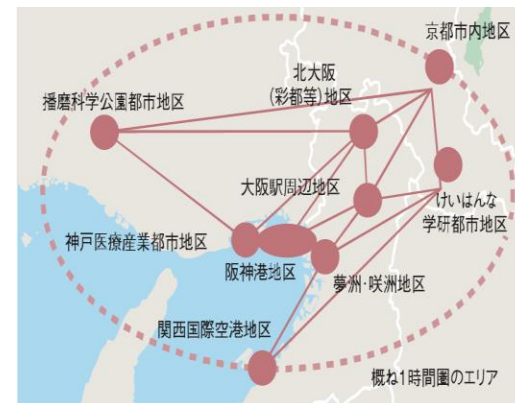 京都市内地区
北大阪
(彩都等)地区
播磨科学公園都市地区
大阪駅周辺地区
けいはんな
学研都市地区
神戸医療産業都市地区
阪神港地区
夢洲・咲洲地区
関西国際空港地区
概ね1時間圏のエリア